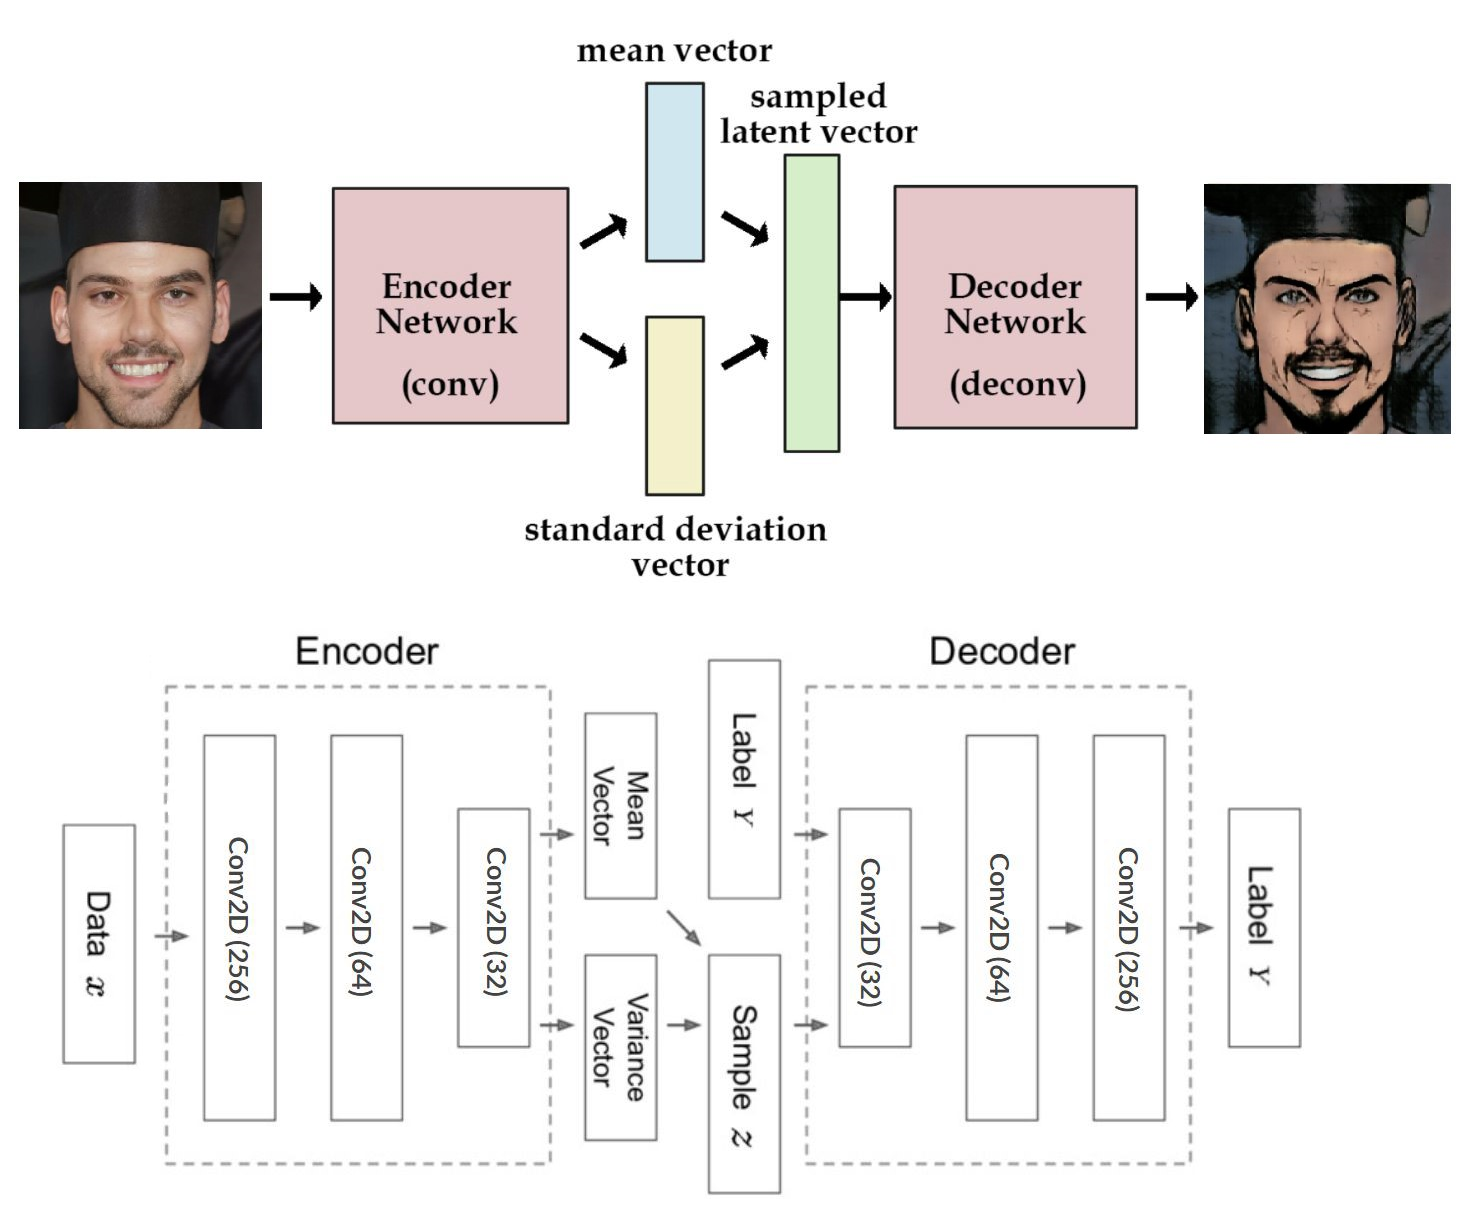 mean vector
sampled
latent vector
Encoder
Network
(conv)
Decoder
Network
(deconv)
standard deviation
vector
Encoder
Decoder
Data x
Conv2D (256)
Conv2D (64)
Conv2D (32)
Mean
Vector
Variance
Vector
Label Y
Sample z
Conv2D (32)
Conv2D (64)
Conv2D (256)
Label Y